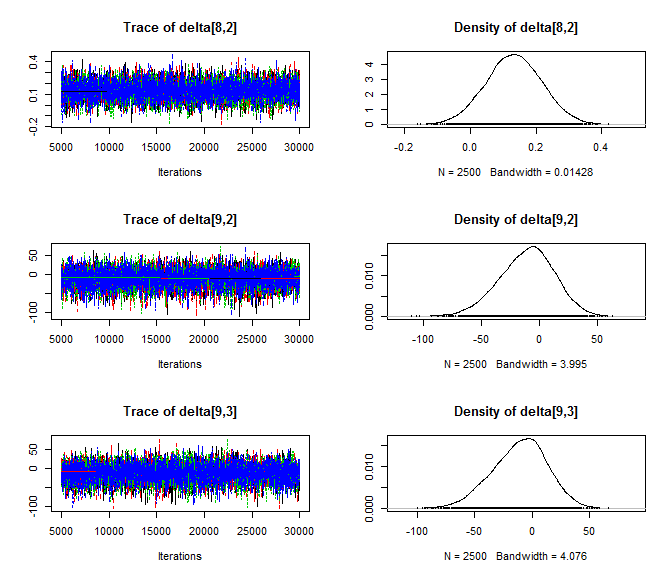 Trace of delta[8,2]
0.4
0.1
-0.2
5000 10000 15000 20000 25000 30000
Iterations
Density of delta[8,2]
4
3
2
1
0
-0.2 0.0 0.2 0.4
N = 2500 Bandwidth = 0.01428
Trace of delta[9,2]
50
0
-100
5000 10000 15000 20000 25000 30000
Iterations
Density of delta[9,2]
0.010
0.000
-100 -50 0 50
N = 2500 Bandwidth = 3.995
Trace of delta[9,3]
50
0
-100
5000 10000 15000 20000 25000 30000
Iterations
Density of delta[9,3]
0.010
0.000
-100 -50 0 50
N = 2500 Bandwidth = 4.076